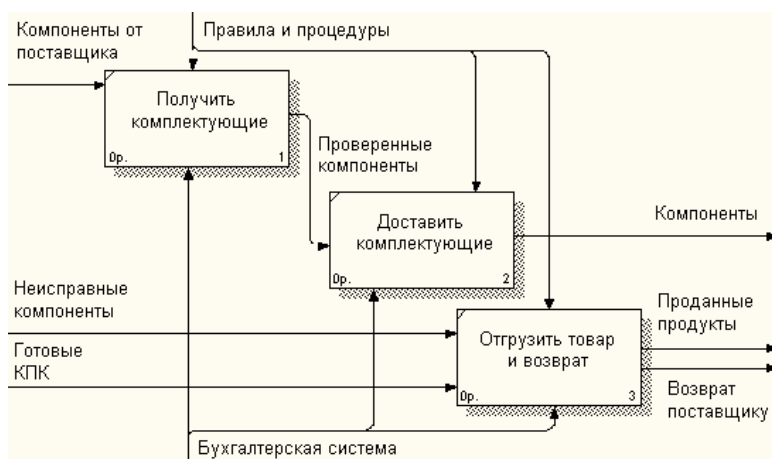 Компоненты от
поставщика
Правила и процедуры
Получить
комплектующие
0р. 1
Проверенные
компоненты
Доставить
комплектующие
0р. 2
Компоненты
Неисправные
компоненты
Готовые
КПК
Отгрузить товар
и возврат
0р. 3
Проданные
продукты
Возврат
поставщику
Бухгалтерская система